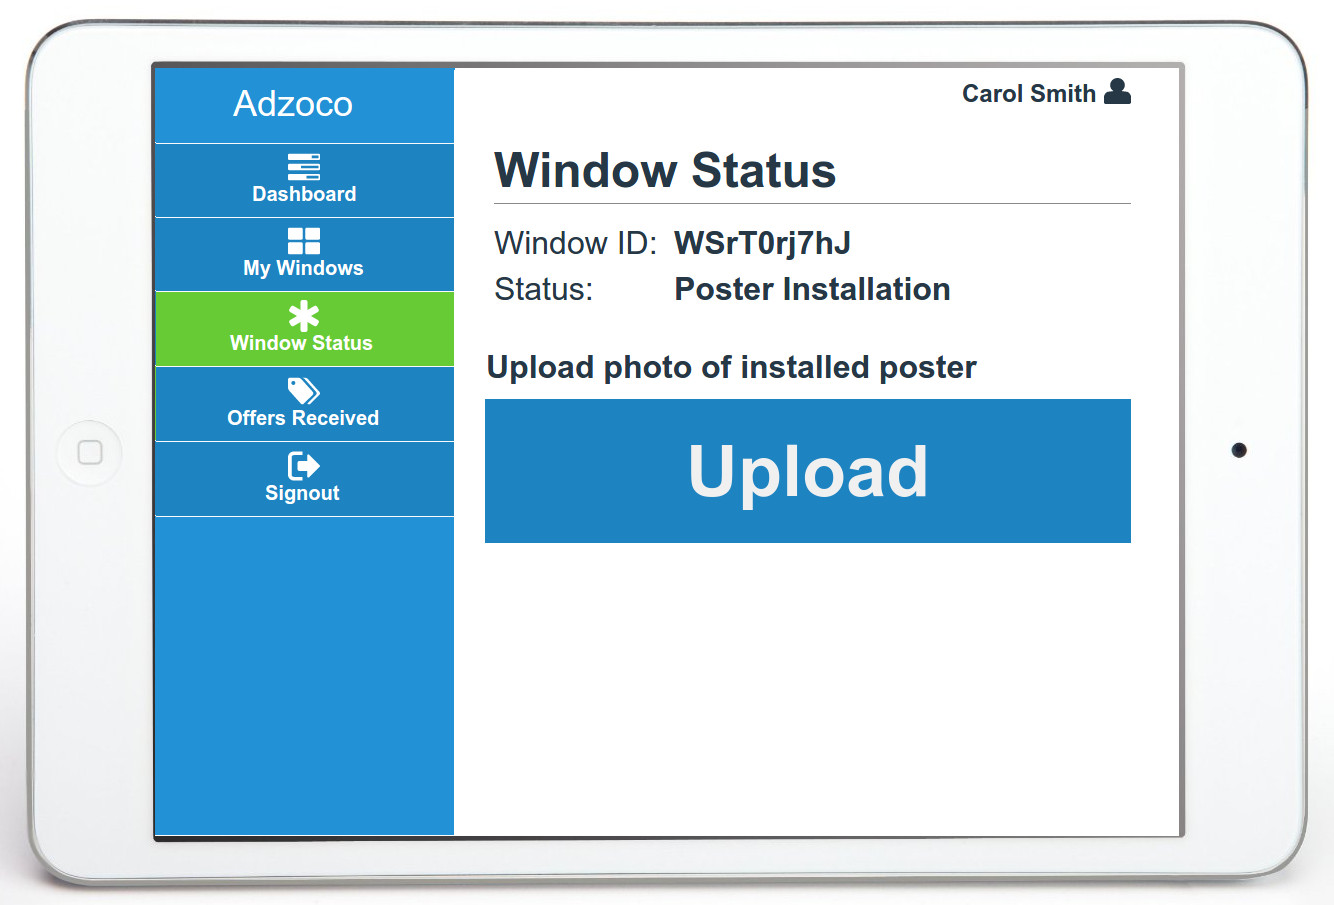 Adzoco
Dashboard
My Windows
Window Status
Offers Received
Signout
Carol Smith
Window Status
Window ID: WSrT0rj7hJ
Status: Poster Installation
Upload photo of installed poster
Upload